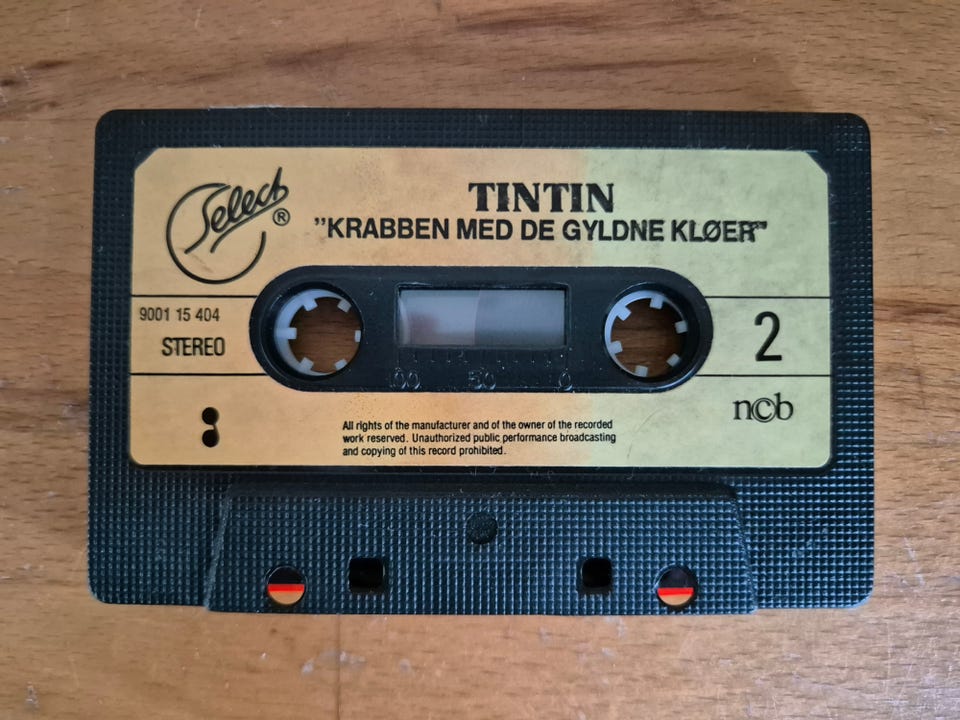 Select ®
TINTIN
”KRABBEN MED DE GYLDNE KLØER”
9001 15 404
STEREO
100 50 0
2
n©b
All rights of the manufacturer and of the owner of the recorded
work reserved. Unauthorized public performance broadcasting
and copying of this record prohibited.